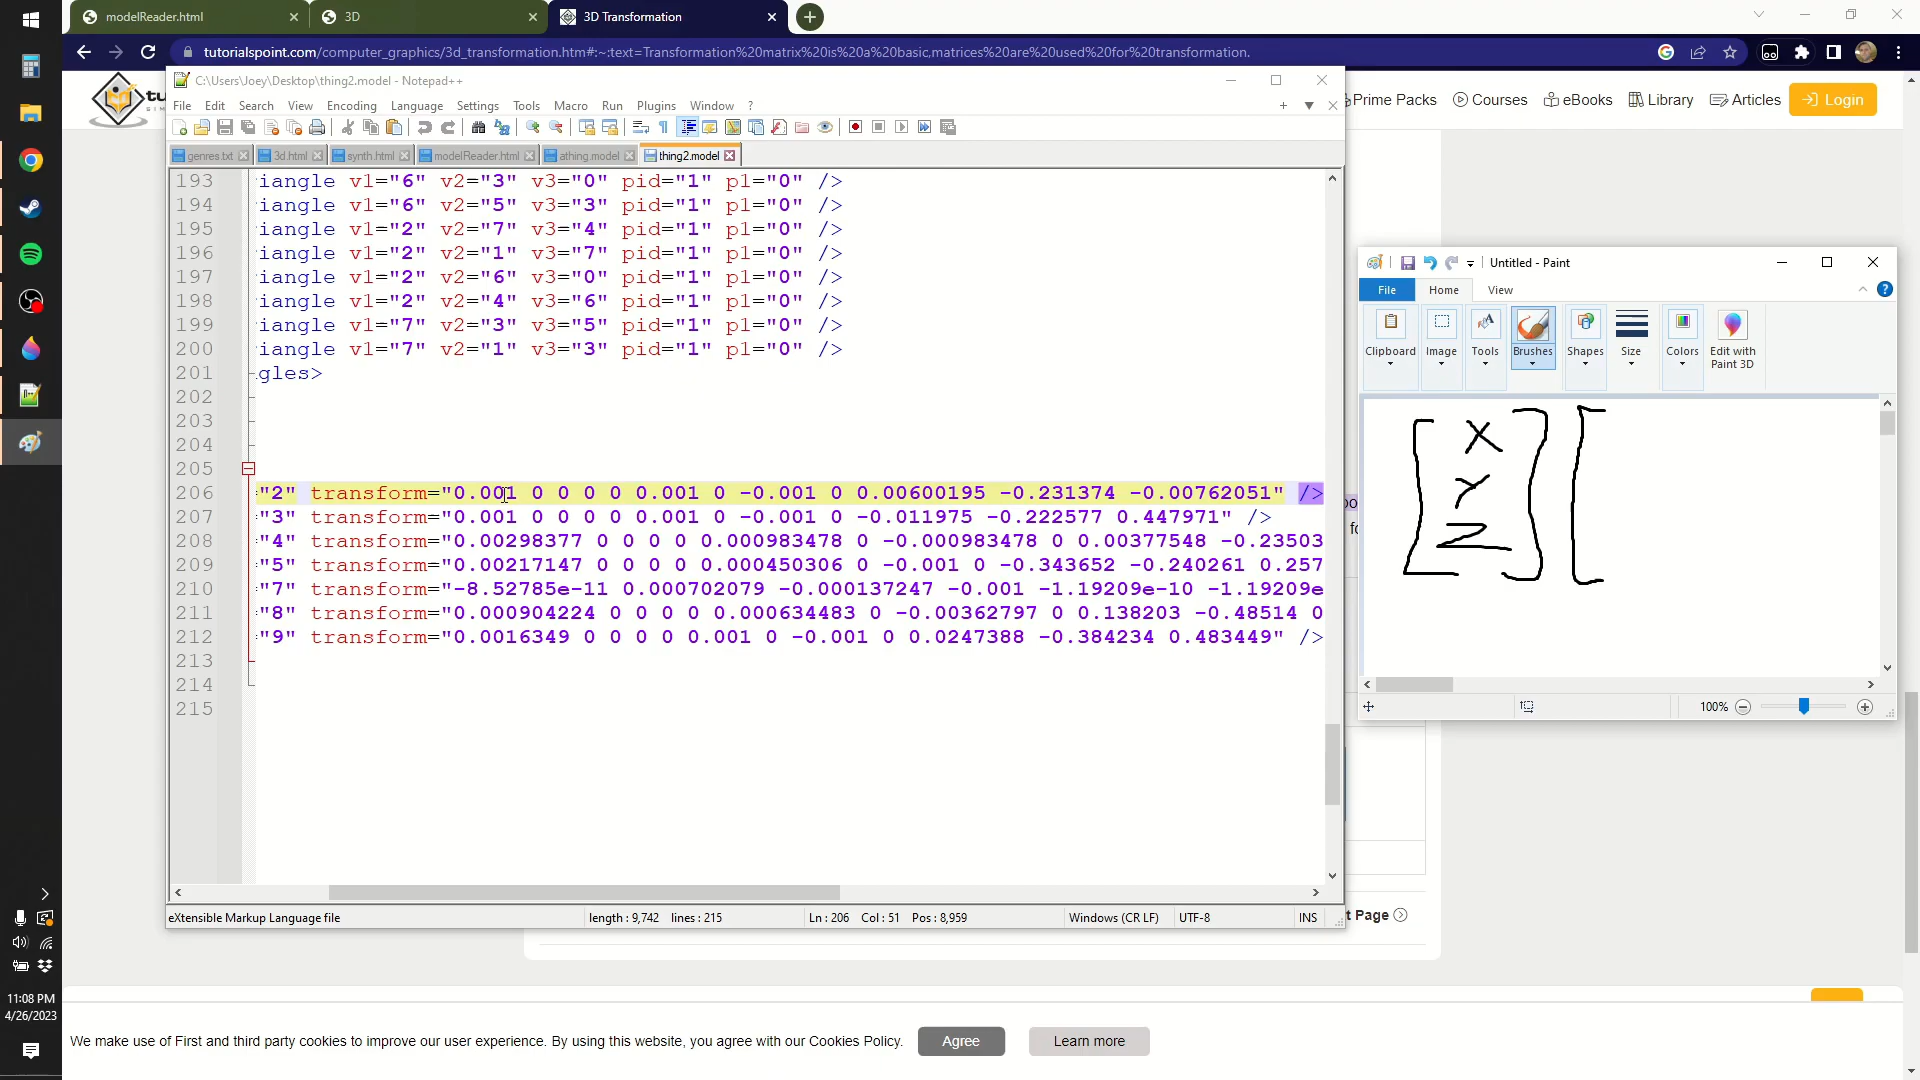 modelReader.html
3D
3D Transformation
tutorialspoint.com/computer_graphics/3d_transformation.htm#:~:text=Transformation%20matrix%20is%20a%20basic,matrices%20are%20used%20for%20transformation.
C:\Users\Joey\Desktop\thing2.model - Notepad++
File Edit Search View Encoding Language Settings Tools Macro Run Plugins Window ?
Prime Packs Courses eBooks Library Articles Login
genres.txt 3d.html synth.html modelReader.html athing.model thing2.model
193 riangle v1="6" v2="3" v3="0" pid="1" p1="0" />
194 riangle v1="6" v2="5" v3="3" pid="1" p1="0" />
195 riangle v1="2" v2="7" v3="4" pid="1" p1="0" />
196 riangle v1="2" v2="1" v3="7" pid="1" p1="0" />
197 riangle v1="2" v2="6" v3="0" pid="1" p1="0" />
198 riangle v1="2" v2="4" v3="6" pid="1" p1="0" />
199 riangle v1="7" v2="3" v3="5" pid="1" p1="0" />
200 riangle v1="7" v2="1" v3="3" pid="1" p1="0" />
201 gles>
202
203
204
205
206 ="2" transform="0.001 0 0 0 0 0.001 0 -0.001 0 0.00600195 -0.231374 -0.00762051" />
207 ="3" transform="0.001 0 0 0 0 0.001 0 -0.001 0 -0.011975 -0.222577 0.447971" />
208 ="4" transform="0.00298377 0 0 0 0 0.000983478 0 -0.000983478 0 0.00377548 -0.23503
209 ="5" transform="0.00217147 0 0 0 0 0.000450306 0 -0.001 0 -0.343652 -0.240261 0.257
210 ="7" transform="-8.52785e-11 0.000702079 -0.000137247 -0.001 -1.19209e-10 -1.19209e
211 ="8" transform="0.000904224 0 0 0 0 0.000634483 0 -0.00362797 0 0.138203 -0.48514 0
212 ="9" transform="0.0016349 0 0 0 0 0.001 0 -0.001 0 0.0247388 -0.384234 0.483449" />
213
214
215
eXtensible Markup Language file length : 9,742 lines : 215 Ln : 206 Col : 51 Pos : 8,959 Windows (CR LF) UTF-8 INS
Untitled - Paint
File Home View
Clipboard Image Tools Brushes Shapes Size Colors Edit with
Paint 3D
X
Y
Z
100%
t Page
11:08 PM
4/26/2023
We make use of First and third party cookies to improve our user experience. By using this website, you agree with our Cookies Policy. Agree Learn more